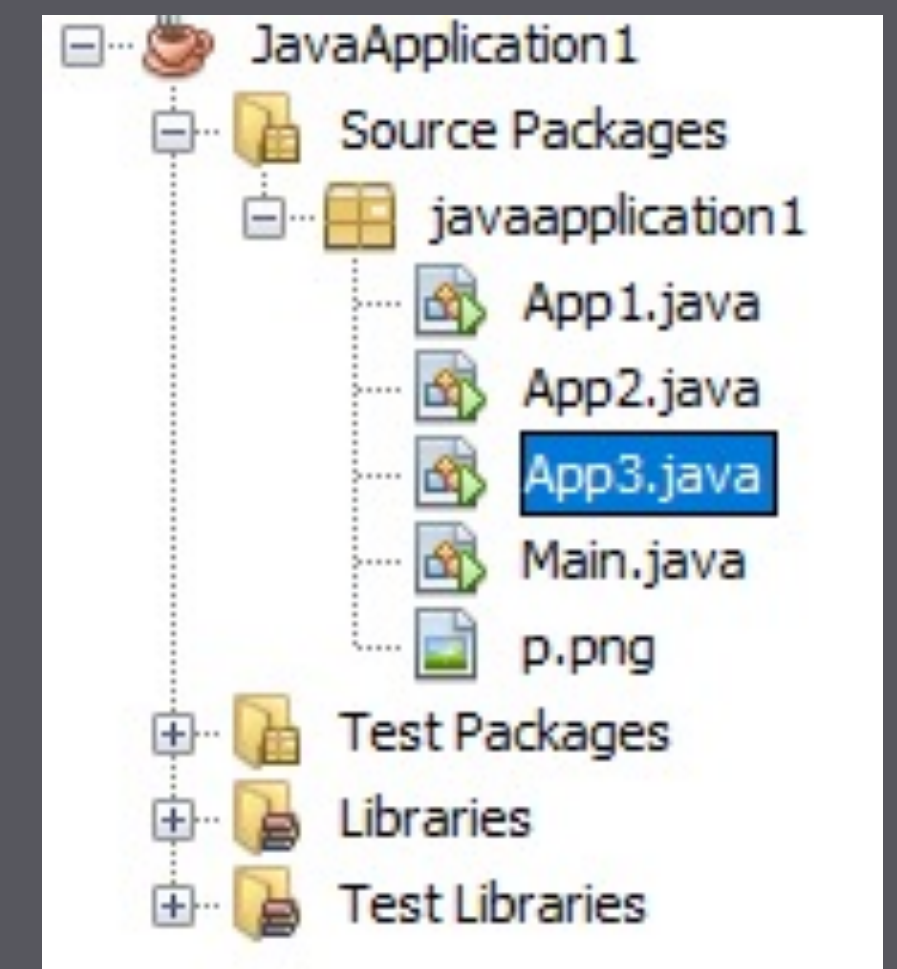 JavaApplication1
Source Packages
javaapplication1
App1.java
App2.java
App3.java
Main.java
p.png
Test Packages
Libraries
Test Libraries